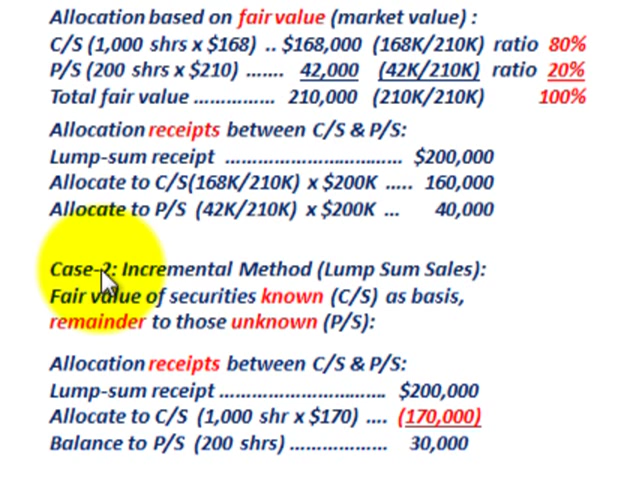 Allocation based on fair value (market value) :
C/S (1,000 shrs x $168) .. $168,000 (168K/210K) ratio 80%
P/S (200 shrs x $210) ....... 42,000 (42K/210K) ratio 20%
Total fair value ............... 210,000 (210K/210K) 100%
Allocation receipts between C/S & P/S:
Lump-sum receipt ................................ $200,000
Allocate to C/S(168K/210K) x $200K ..... 160,000
Allocate to P/S (42K/210K) x $200K ... 40,000
Case-2: Incremental Method (Lump Sum Sales):
Fair value of securities known (C/S) as basis,
remainder to those unknown (P/S):
Allocation receipts between C/S & P/S:
Lump-sum receipt .............................. $200,000
Allocate to C/S (1,000 shr x $170) .... (170,000)
Balance to P/S (200 shrs) .................. 30,000